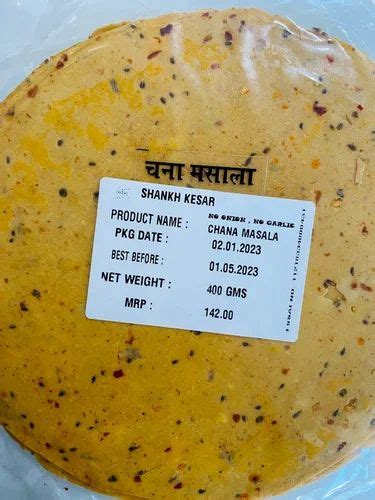 चना मसाला
SHANKH KESAR
NO ONION , NO GARLIC
PRODUCT NAME : CHANA MASALA
PKG DATE : 02.01.2023
BEST BEFORE : 01.05.2023
NET WEIGHT : 400 GMS
MRP : 142.00